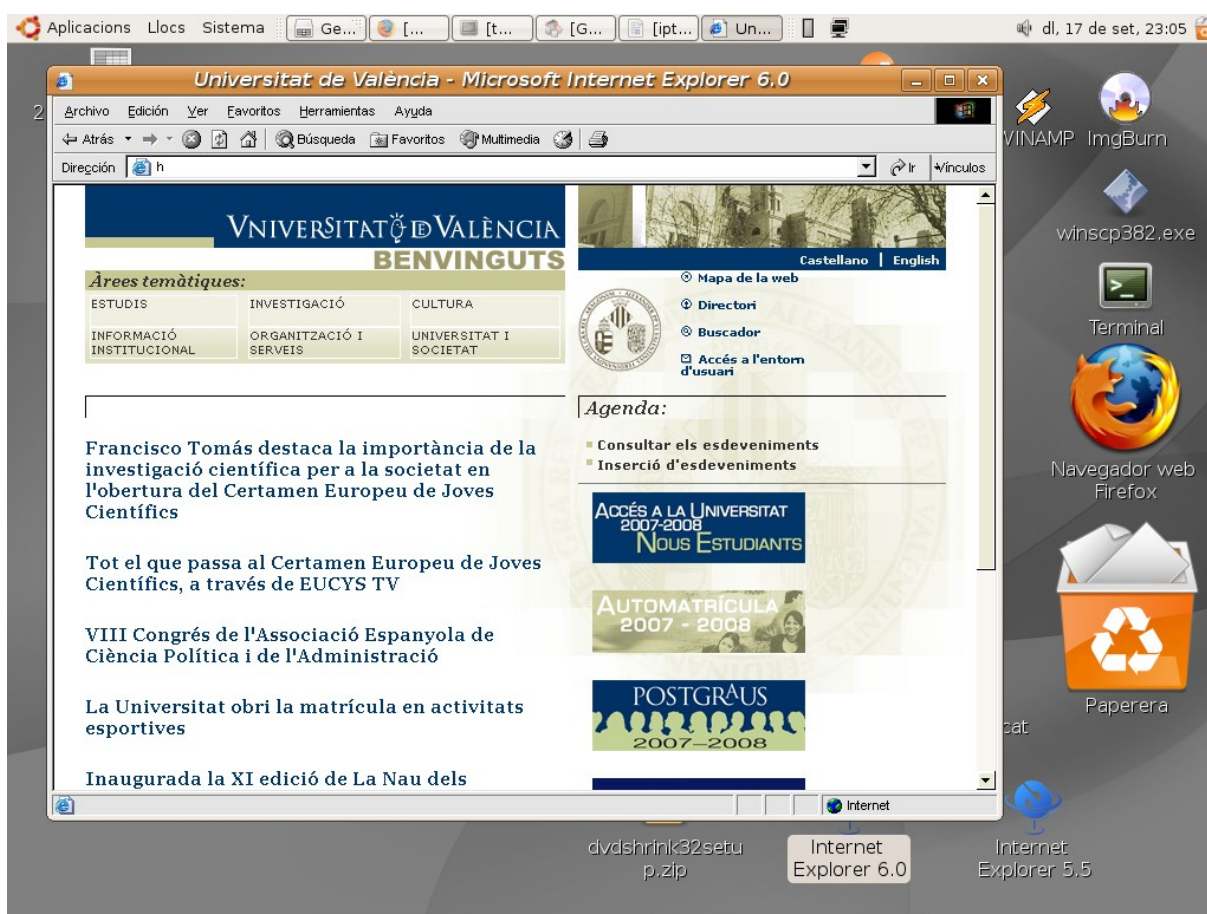 Aplicacions Llocs Sistema Ge... [... [t... [G... [ipt... Un... dl, 17 de set, 23:05
2
Universitat de València - Microsoft Internet Explorer 6.0
Archivo Edición Ver Favoritos Herramientas Ayuda
Atrás Búsqueda Favoritos Multimedia
Dirección h Ir Vínculos
VNIVERSITAT DE VALÈNCIA
BENVINGUTS
Castellano | English
Àrees temàtiques:
ESTUDIS INVESTIGACIÓ CULTURA
INFORMACIÓ INSTITUCIONAL
ORGANITZACIÓ I SERVEIS
UNIVERSITAT I SOCIETAT
Mapa de la web
Directori
Buscador
Accés a l'entorn
d'usuari
Francisco Tomás destaca la importància de la
investigació científica per a la societat en
l'obertura del Certamen Europeu de Joves
Científics
Tot el que passa al Certamen Europeu de Joves
Científics, a través de EUCYS TV
VIII Congrés de l'Associació Espanyola de
Ciència Política i de l'Administració
La Universitat obri la matrícula en activitats
esportives
Inaugurada la XI edició de La Nau dels
Agenda:
Consultar els esdeveniments
Inserció d'esdeveniments
ACCÉS A LA UNIVERSITAT
2007-2008
NOUS ESTUDIANTS
AUTOMATRÍCULA
2007 - 2008
POSTGRAUS
2007-2008
Internet
WINAMP
ImgBurn
winscp382.exe
Terminal
Navegador web
Firefox
Paperera
cat
dvdshrink32setu
p.zip
Internet
Explorer 6.0
Internet
Explorer 5.5